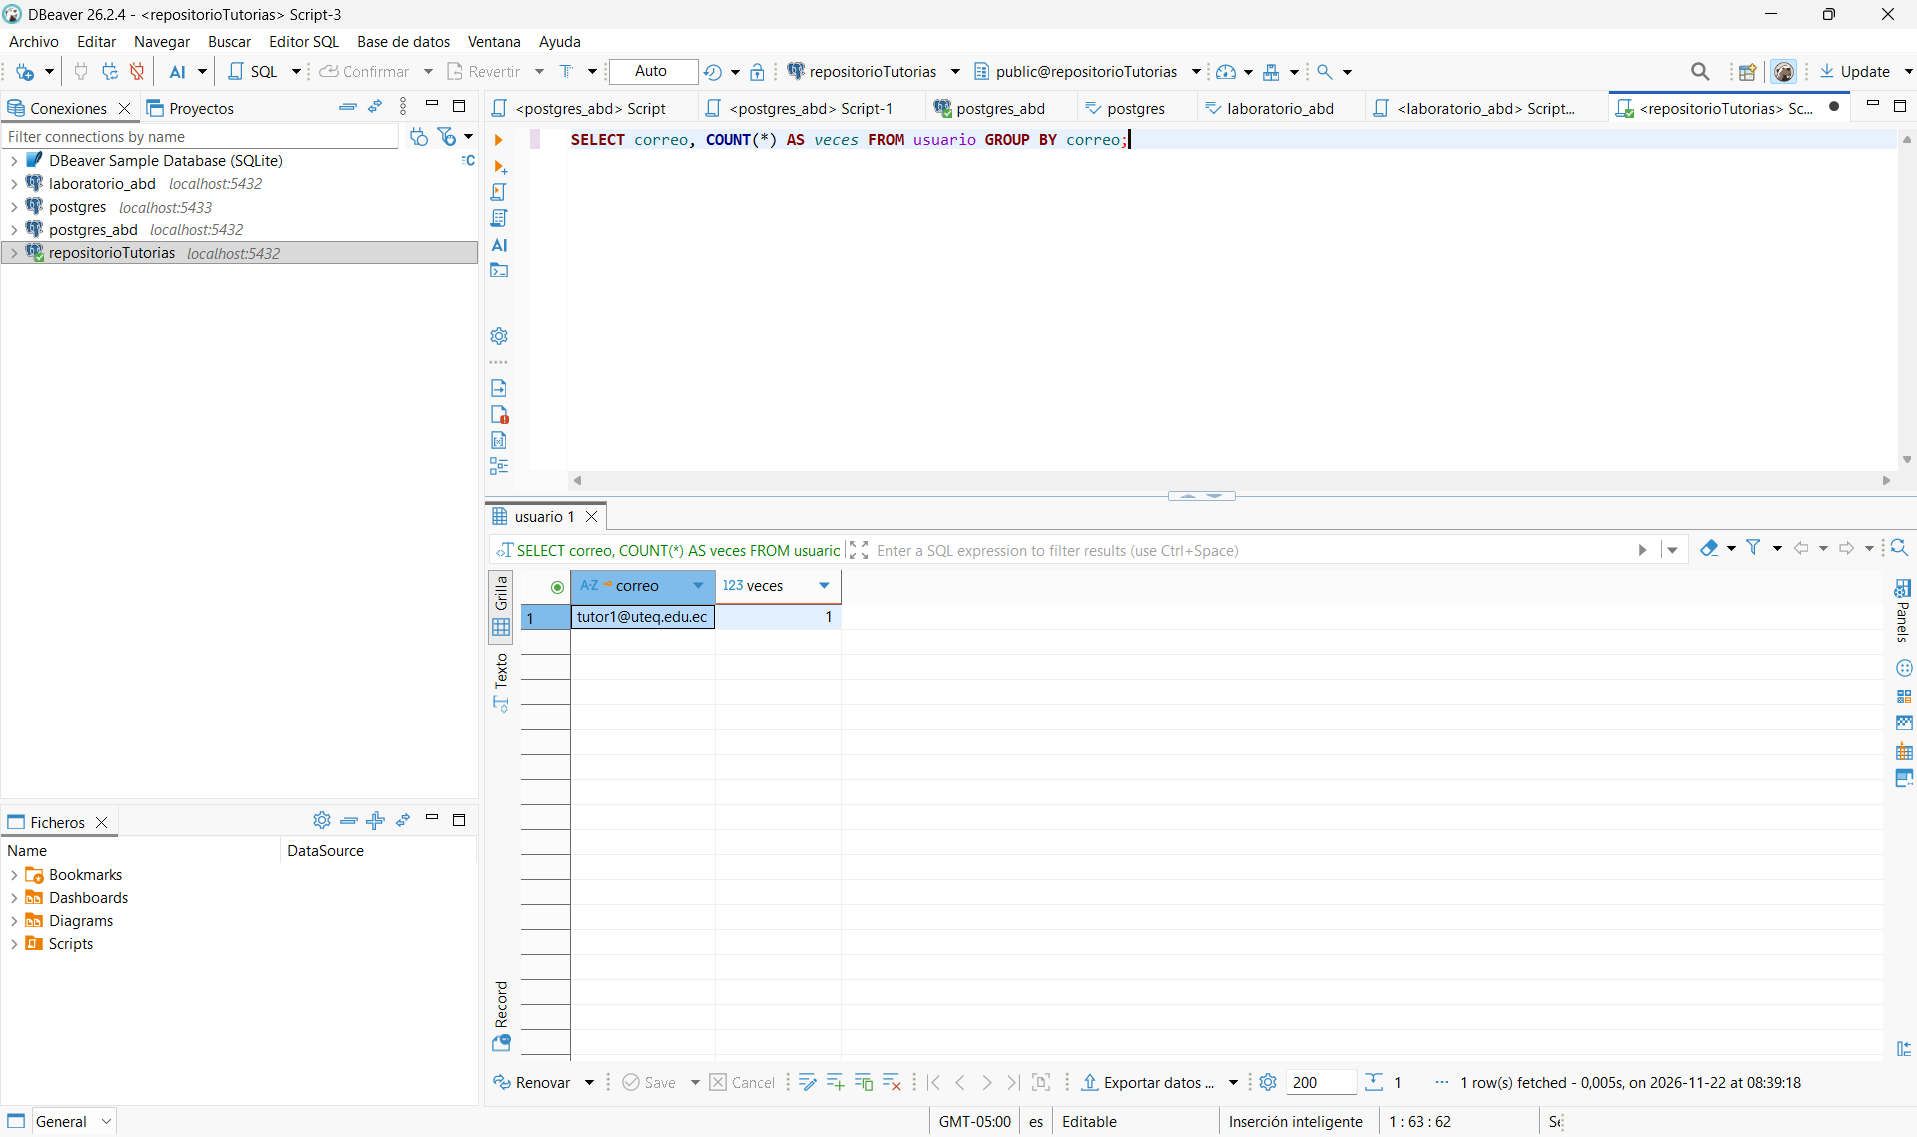 DBeaver 26.2.4 - <repositorioTutorias> Script-3
Archivo Editar Navegar Buscar Editor SQL Base de datos Ventana Ayuda
AI SQL Confirmar Revertir Auto repositorioTutorias public@repositorioTutorias Update
Conexiones Proyectos
<postgres_abd> Script <postgres_abd> Script-1 postgres_abd postgres laboratorio_abd <laboratorio_abd> Script... <repositorioTutorias> Sc...
Filter connections by name
DBeaver Sample Database (SQLite)
laboratorio_abd localhost:5432
postgres localhost:5433
postgres_abd localhost:5432
repositorioTutorias localhost:5432
SELECT correo, COUNT(*) AS veces FROM usuario GROUP BY correo;
AI
usuario 1
SELECT correo, COUNT(*) AS veces FROM usuario Enter a SQL expression to filter results (use Ctrl+Space)
Grilla
Texto
Record
A-Z correo 123 veces
1 tutor1@uteq.edu.ec 1
Panels
Ficheros
Name DataSource
Bookmarks
Dashboards
Diagrams
Scripts
Renovar Save Cancel Exportar datos ... 200 1 ... 1 row(s) fetched - 0,005s, on 2026-11-22 at 08:39:18
General GMT-05:00 es Editable Inserción inteligente 1 : 63 : 62